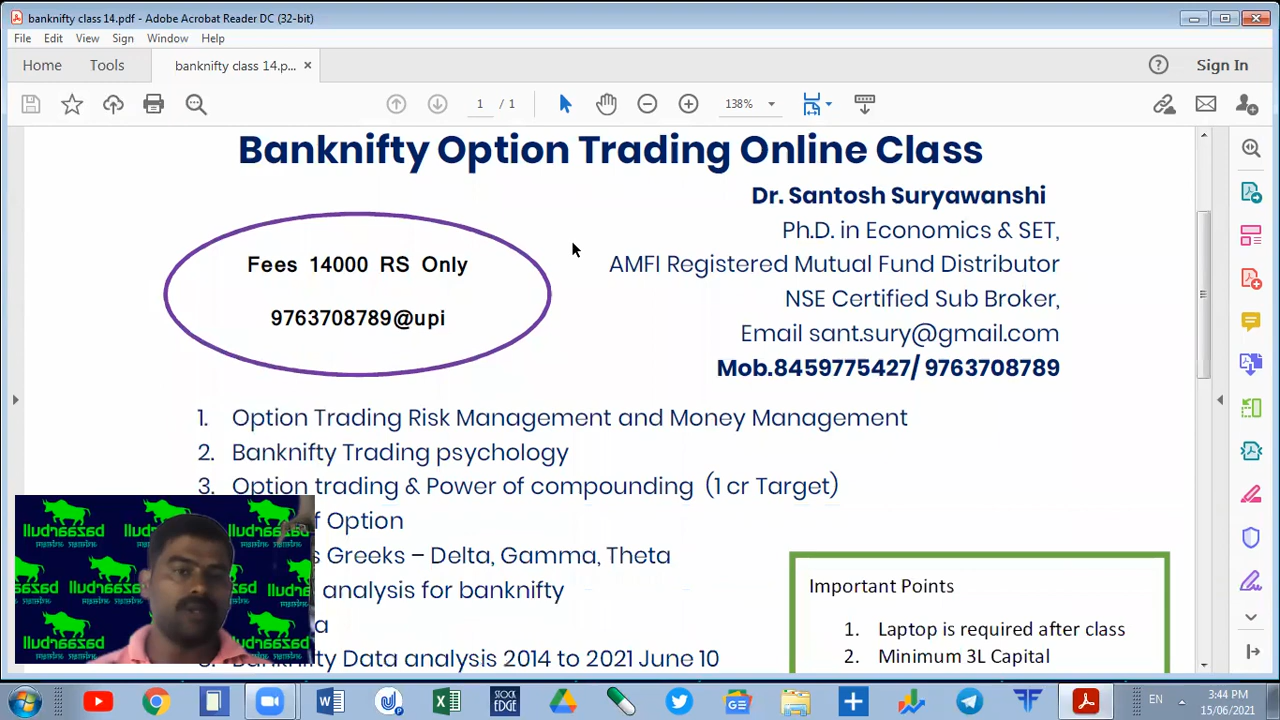 banknifty class 14.pdf - Adobe Acrobat Reader DC (32-bit)
File Edit View Sign Window Help
Home Tools banknifty class 14.p... × Sign In
1 / 1 138%
Banknifty Option Trading Online Class
Dr. Santosh Suryawanshi
Ph.D. in Economics & SET,
AMFI Registered Mutual Fund Distributor
NSE Certified Sub Broker,
Email sant.sury@gmail.com
Mob.8459775427/ 9763708789
Fees 14000 RS Only
9763708789@upi
1. Option Trading Risk Management and Money Management
2. Banknifty Trading psychology
3. Option trading & Power of compounding (1 cr Target)
f Option
s Greeks – Delta, Gamma, Theta
analysis for banknifty
a
Banknifty Data analysis 2014 to 2021 June 10
Important Points
1. Laptop is required after class
2. Minimum 3L Capital
bazaarbull
STOCK EDGE
EN 3:44 PM
15/06/2021